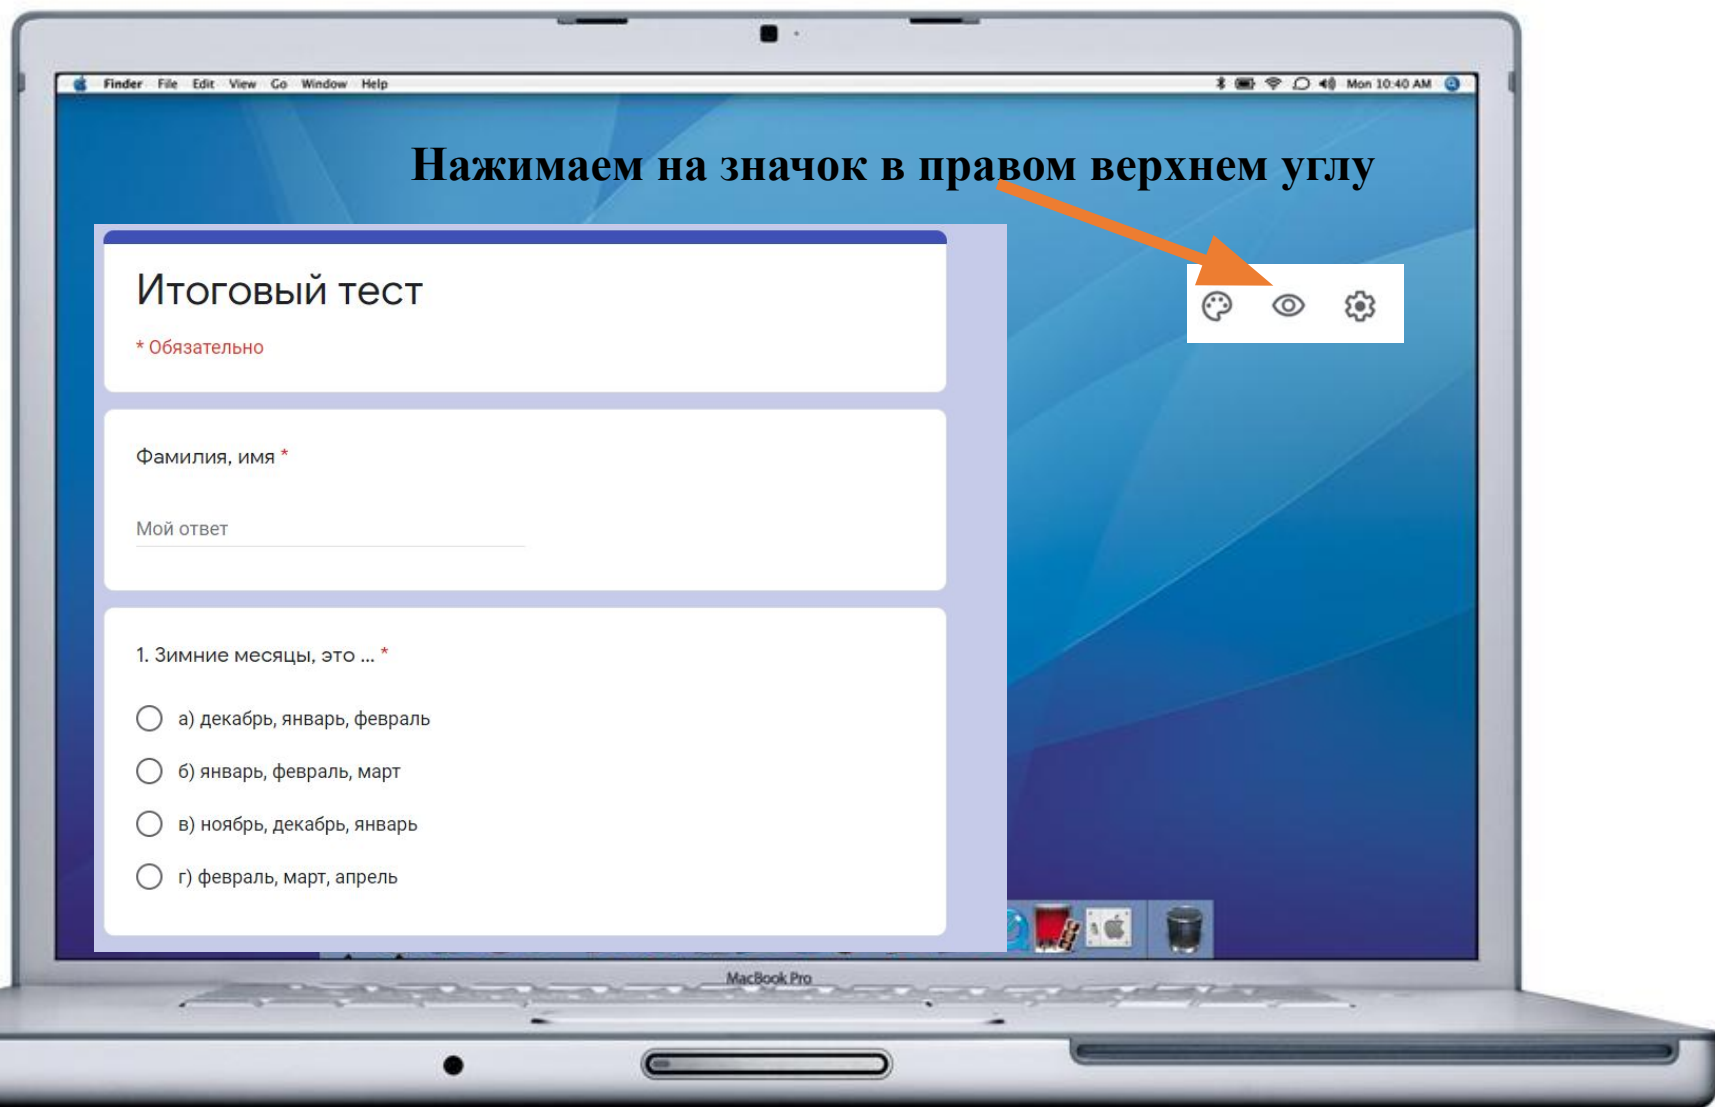 Finder File Edit View Go Window Help
Mon 10:40 AM
Нажимаем на значок в правом верхнем углу
Итоговый тест
* Обязательно
Фамилия, имя *
Мой ответ
1. Зимние месяцы, это ... *
а) декабрь, январь, февраль
б) январь, февраль, март
в) ноябрь, декабрь, январь
г) февраль, март, апрель
MacBook Pro